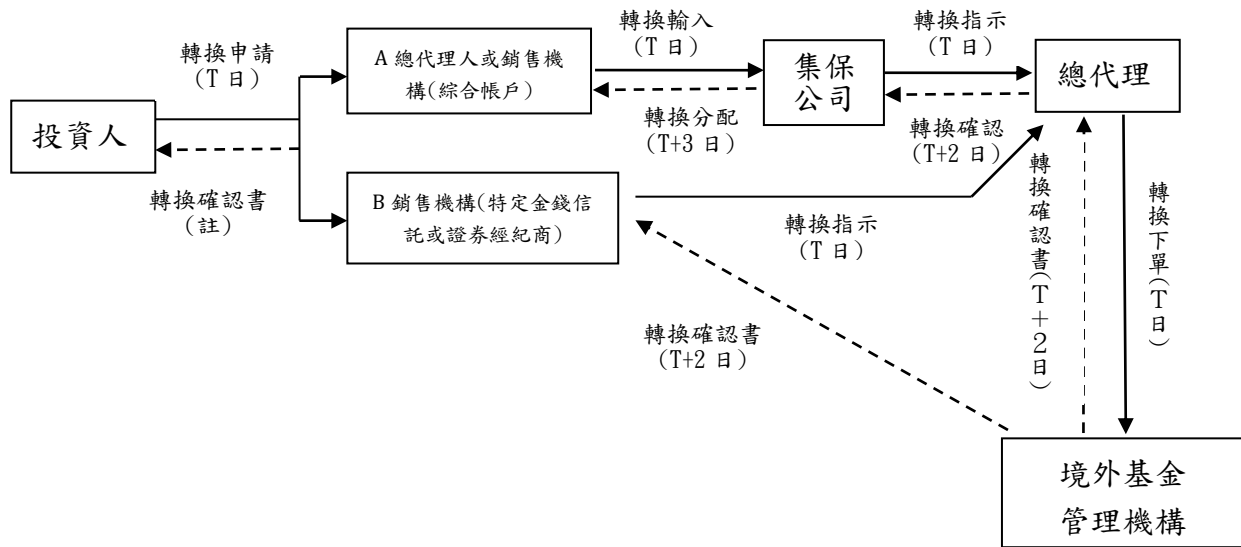 轉換申請
(T 日)
A 總代理人或銷售機
構(綜合帳戶)
轉換輸入
(T 日)
集保
公司
轉換指示
(T 日)
總代理
投資人
轉換分配
(T+3 日)
轉換確認
(T+2 日)
轉換確認書
(註)
B 銷售機構(特定金錢信
託或證券經紀商)
轉換指示
(T 日)
轉換確認書(T+2日)
轉換下單(T日)
轉換確認書
(T+2 日)
境外基金
管理機構